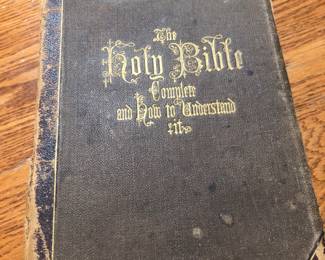 The
Holy Bible
Complete
and How to Understand
it